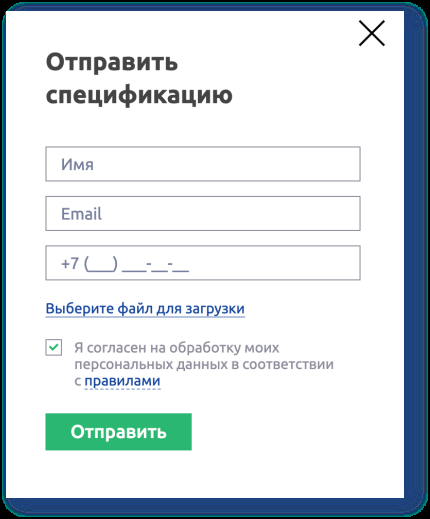 Отправить
спецификацию
Имя
Email
+7 (___) ___-__-__
Выберите файл для загрузки
Я согласен на обработку моих
персональных данных в соответствии
с правилами
Отправить